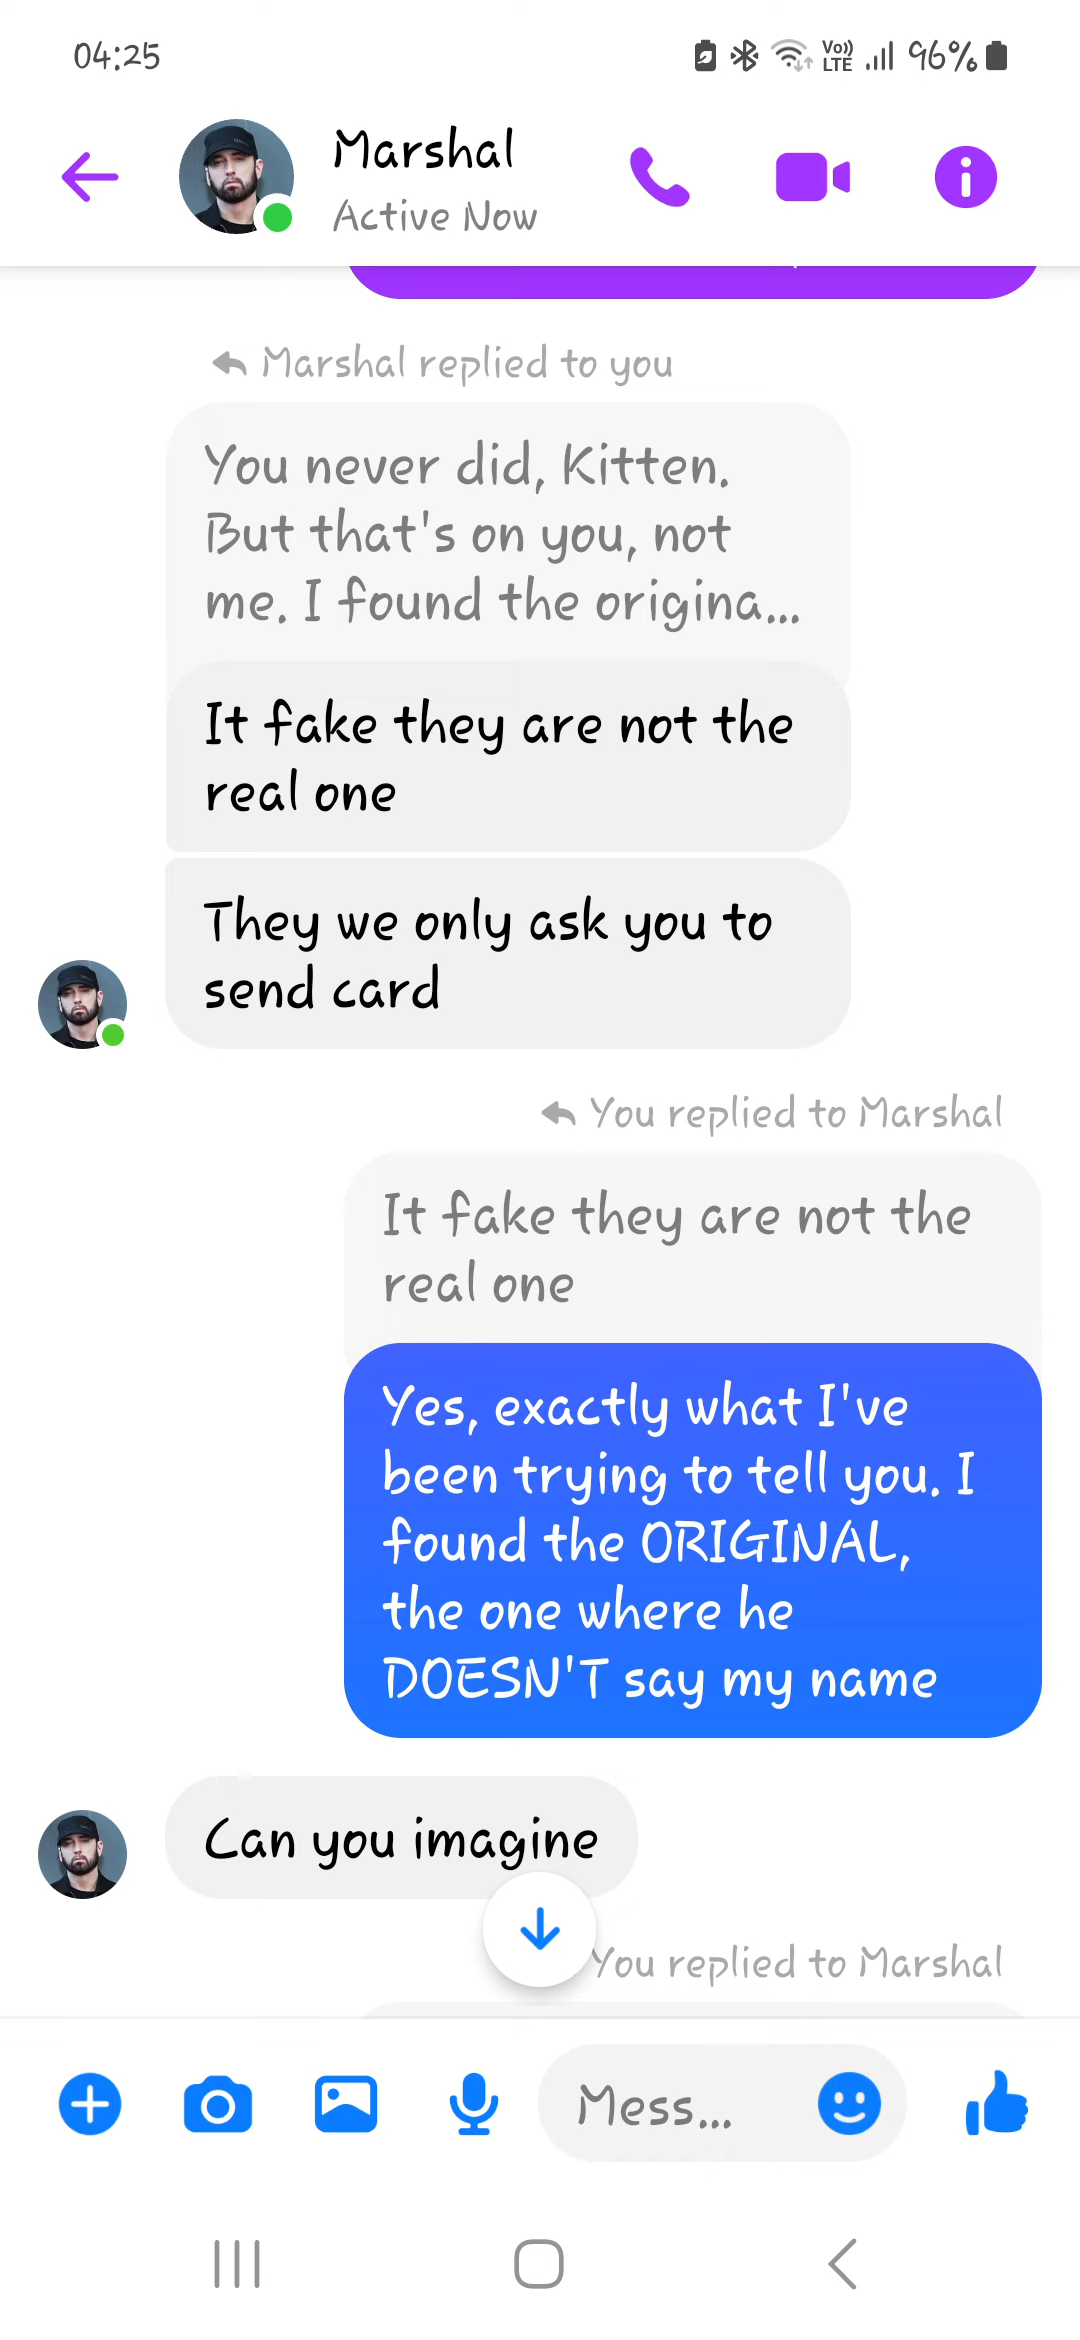 04:25
Vo)) LTE 96%
Marshal
Active Now
Marshal replied to you
You never did, Kitten.
But that's on you, not
me. I found the origina...
It fake they are not the
real one
They we only ask you to
send card
You replied to Marshal
It fake they are not the
real one
Yes, exactly what I've
been trying to tell you. I
found the ORIGINAL,
the one where he
DOESN'T say my name
Can you imagine
You replied to Marshal
Mess...